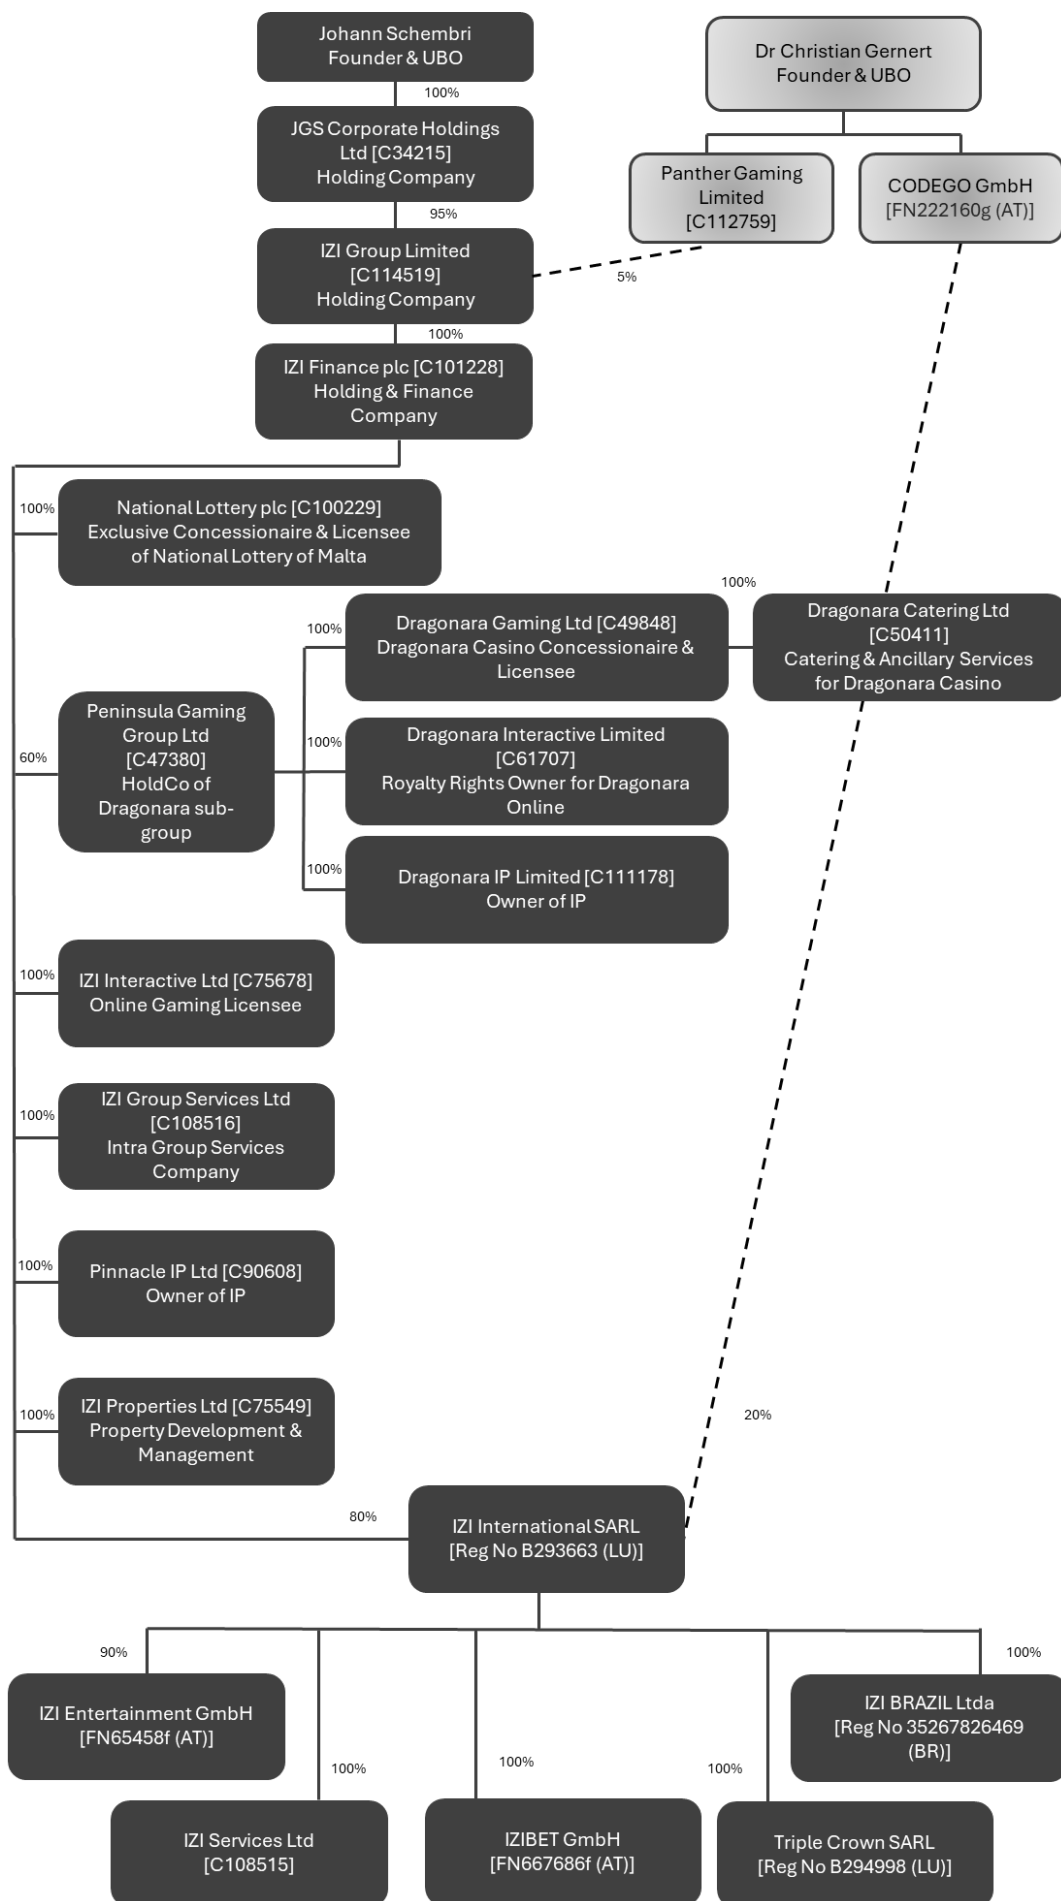 Johann Schembri
Founder & UBO
Dr Christian Gernert
Founder & UBO
100%
JGS Corporate Holdings
Ltd [C34215]
Holding Company
Panther Gaming
Limited
[C112759]
CODEGO GmbH
[FN222160g (AT)]
95%
IZI Group Limited
[C114519]
Holding Company
5%
100%
IZI Finance plc [C101228]
Holding & Finance
Company
100%
National Lottery plc [C100229]
Exclusive Concessionaire & Licensee
of National Lottery of Malta
100%
Dragonara Gaming Ltd [C49848]
Dragonara Casino Concessionaire &
Licensee
100%
Dragonara Catering Ltd
[C50411]
Catering & Ancillary Services
for Dragonara Casino
60%
Peninsula Gaming
Group Ltd
[C47380]
HoldCo of
Dragonara sub-
group
100%
Dragonara Interactive Limited
[C61707]
Royalty Rights Owner for Dragonara
Online
100%
Dragonara IP Limited [C111178]
Owner of IP
100%
IZI Interactive Ltd [C75678]
Online Gaming Licensee
100%
IZI Group Services Ltd
[C108516]
Intra Group Services
Company
100%
Pinnacle IP Ltd [C90608]
Owner of IP
100%
IZI Properties Ltd [C75549]
Property Development &
Management
20%
80%
IZI International SARL
[Reg No B293663 (LU)]
90%
IZI Entertainment GmbH
[FN65458f (AT)]
100%
IZI BRAZIL Ltda
[Reg No 35267826469
(BR)]
100%
IZI Services Ltd
[C108515]
100%
IZIBET GmbH
[FN667686f (AT)]
100%
Triple Crown SARL
[Reg No B294998 (LU)]